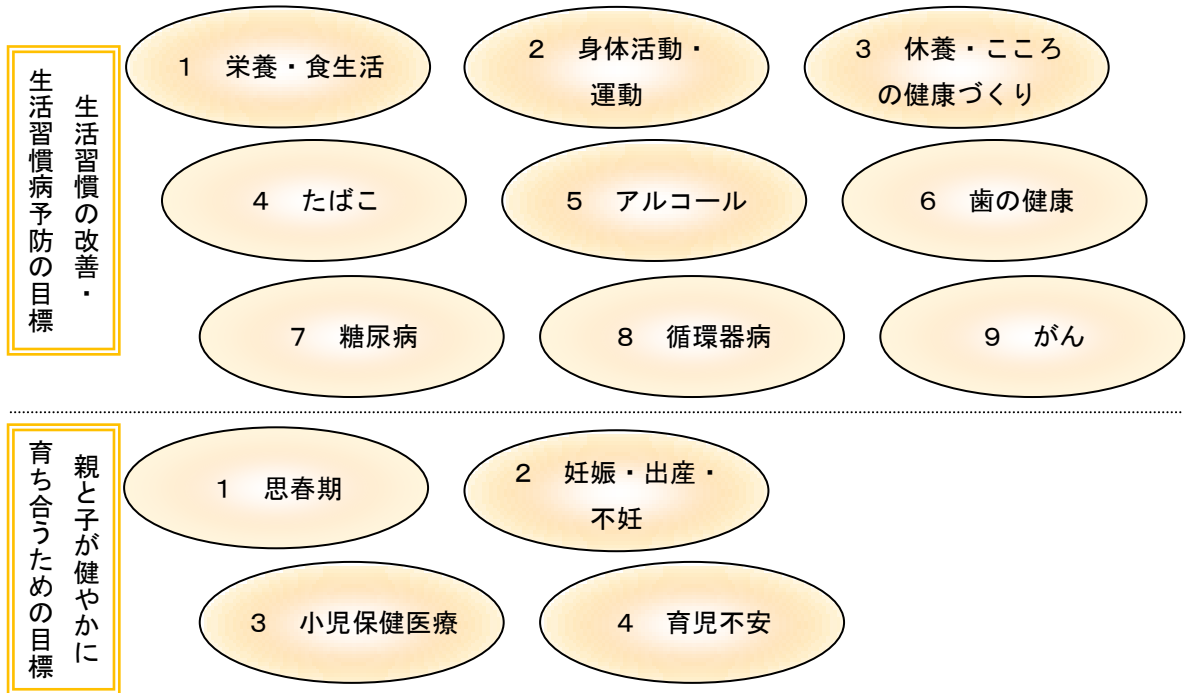 生活習慣の改善・
生活習慣病予防の目標
1 栄養・食生活
2 身体活動・
運動
3 休養・こころ
の健康づくり
4 たばこ
5 アルコール
6 歯の健康
7 糖尿病
8 循環器病
9 がん
親と子が健やかに
育ち合うための目標
1 思春期
2 妊娠・出産・
不妊
3 小児保健医療
4 育児不安